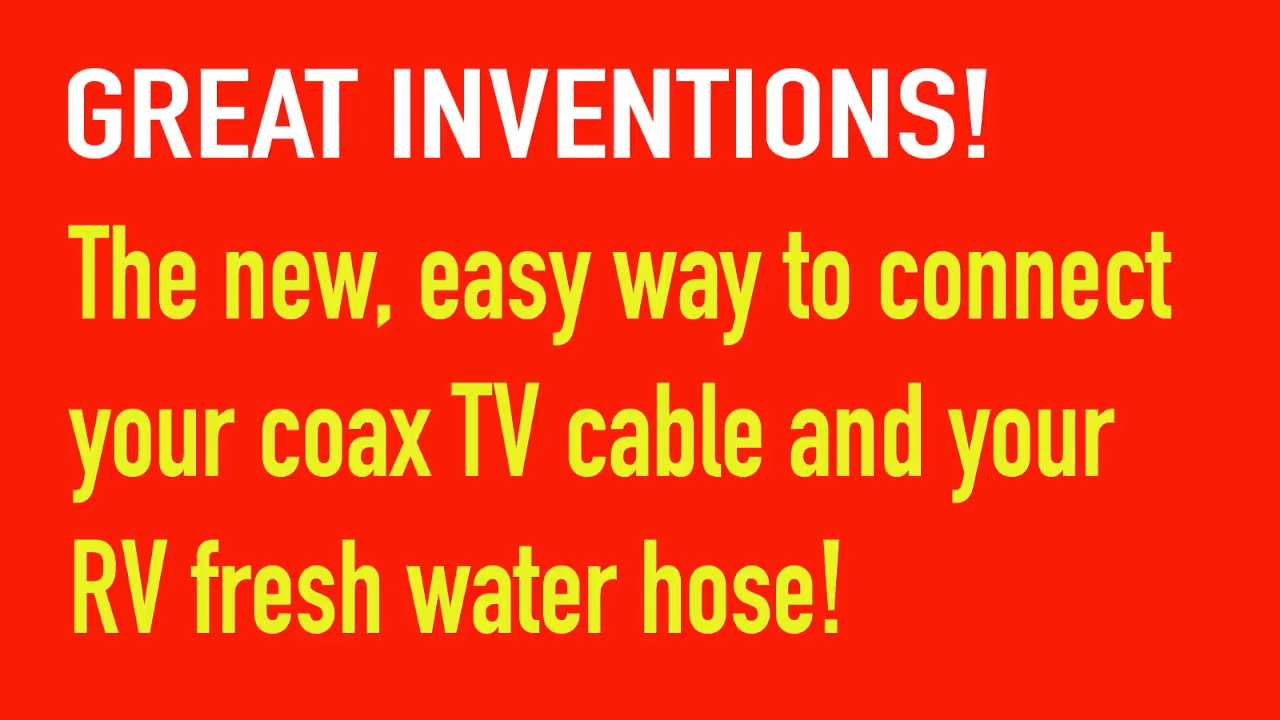 GREAT INVENTIONS!
The new, easy way to connect
your coax TV cable and your
RV fresh water hose!